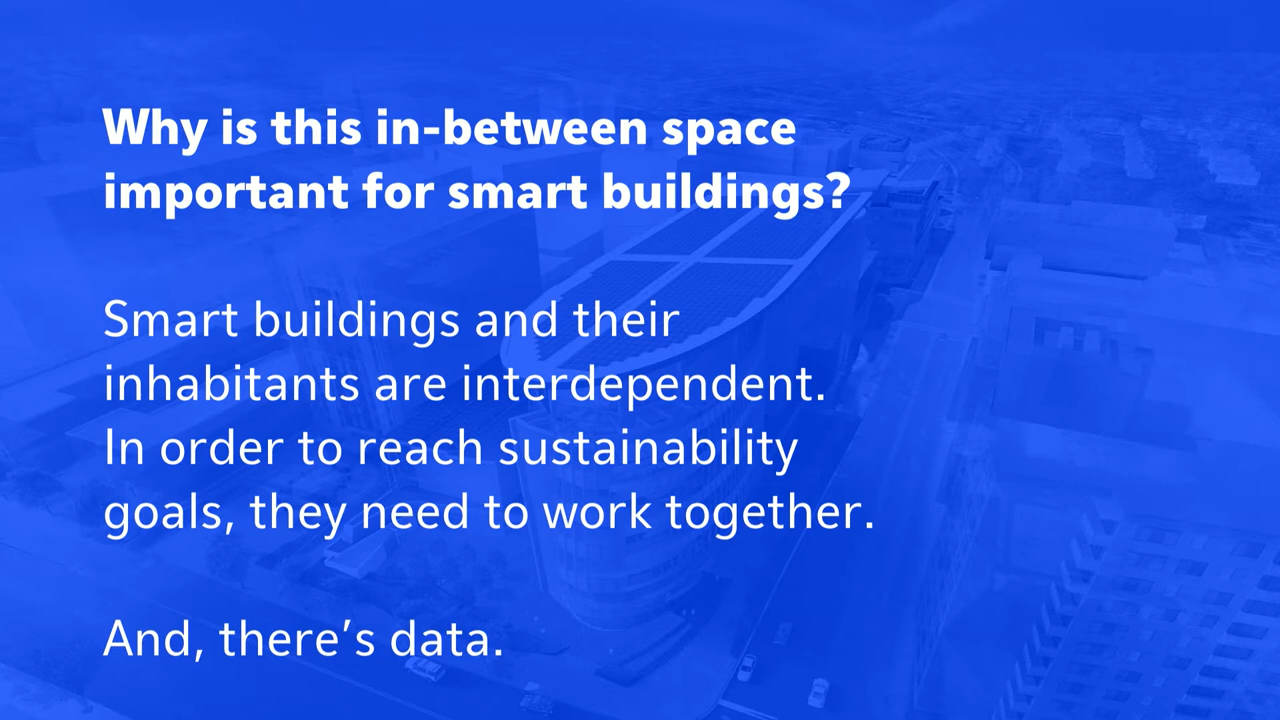 Why is this in-between space
important for smart buildings?
Smart buildings and their
inhabitants are interdependent.
In order to reach sustainability
goals, they need to work together.
And, there’s data.